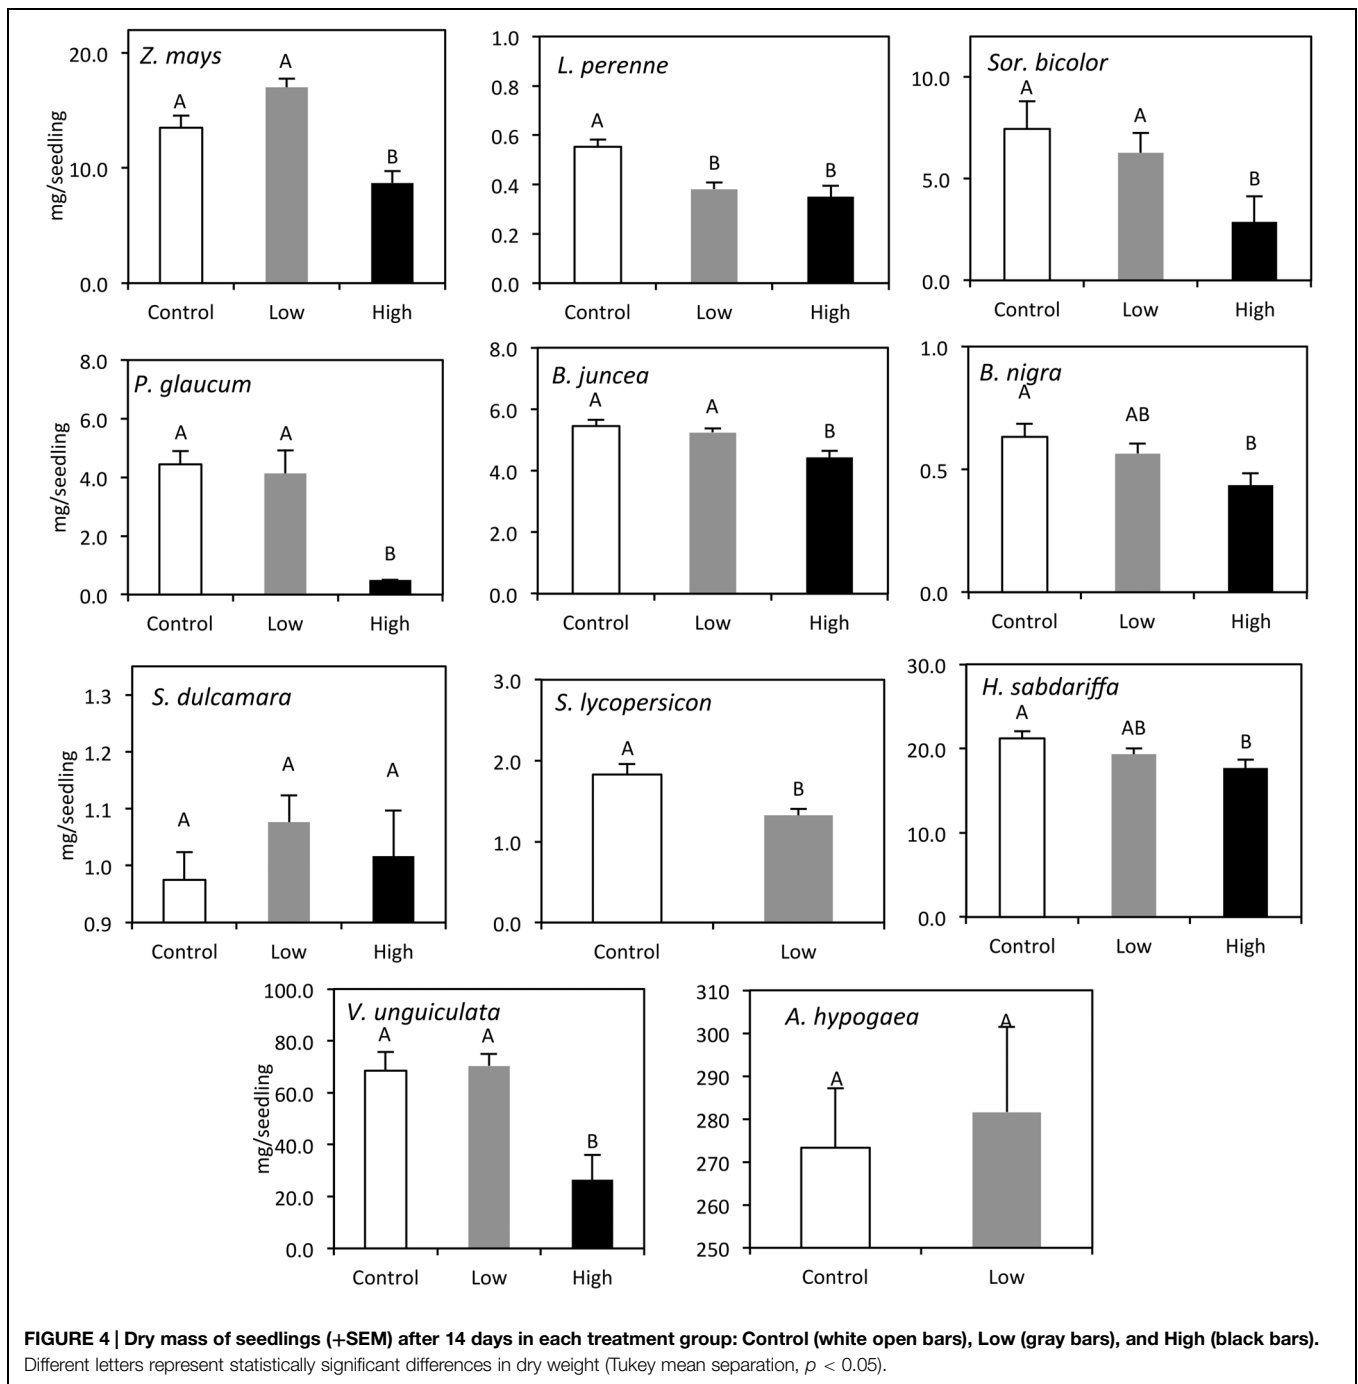 Z. mays
20.0
10.0
0.0
mg/seedling
A
A
B
Control
Low
High
L. perenne
1.0
0.8
0.6
0.4
0.2
0.0
A
B
B
Control
Low
High
Sor. bicolor
10.0
5.0
0.0
A
A
B
Control
Low
High
P. glaucum
8.0
6.0
4.0
2.0
0.0
mg/seedling
A
A
B
Control
Low
High
B. juncea
8.0
6.0
4.0
2.0
0.0
A
A
B
Control
Low
High
B. nigra
1.0
0.5
0.0
A
AB
B
Control
Low
High
S. dulcamara
1.3
1.2
1.1
1.0
0.9
mg/seedling
A
A
A
Control
Low
High
S. lycopersicon
3.0
2.0
1.0
0.0
A
B
Control
Low
H. sabdariffa
30.0
20.0
10.0
0.0
A
AB
B
Control
Low
High
V. unguiculata
100.0
80.0
60.0
40.0
20.0
0.0
mg/seedling
A
A
B
Control
Low
High
A. hypogaea
310
300
290
280
270
260
250
A
A
Control
Low
FIGURE 4 | Dry mass of seedlings (+SEM) after 14 days in each treatment group: Control (white open bars), Low (gray bars), and High (black bars).
Different letters represent statistically significant differences in dry weight (Tukey mean separation, p < 0.05).